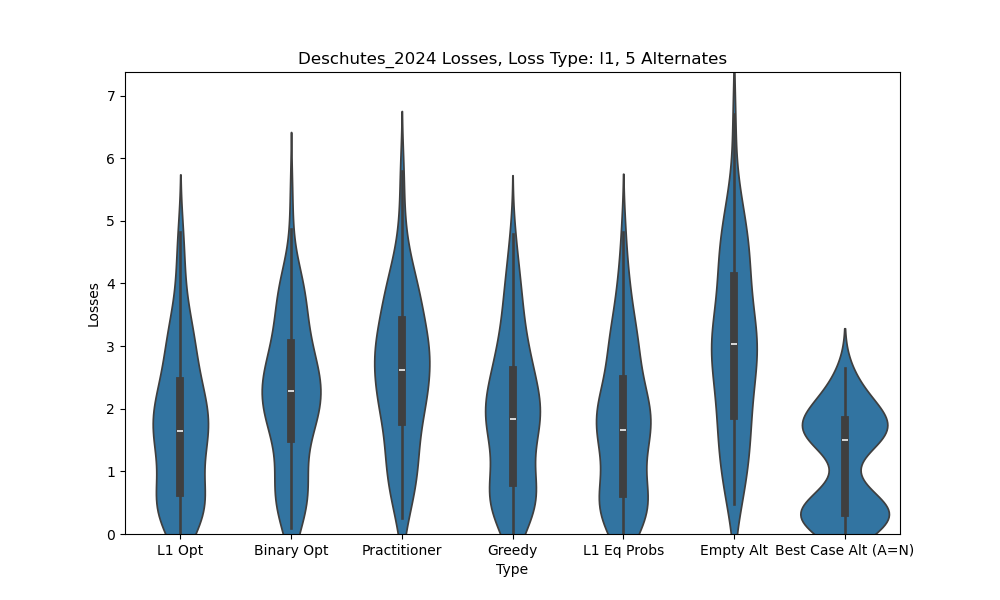 Deschutes_2024 Losses, Loss Type: l1, 5 Alternates
7
6
5
4
3
2
1
0
Losses
L1 Opt
Binary Opt
Practitioner
Greedy
L1 Eq Probs
Empty Alt
Best Case Alt (A=N)
Type